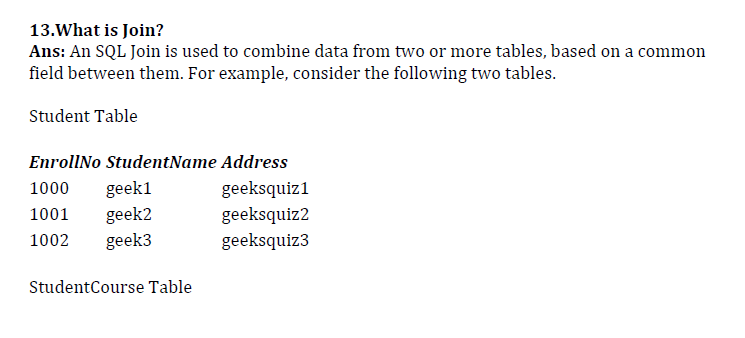 13.What is Join?
Ans: An SQL Join is used to combine data from two or more tables, based on a common
field between them. For example, consider the following two tables.
Student Table
EnrollNo StudentName Address
1000 geek1 geeksquiz1
1001 geek2 geeksquiz2
1002 geek3 geeksquiz3
StudentCourse Table